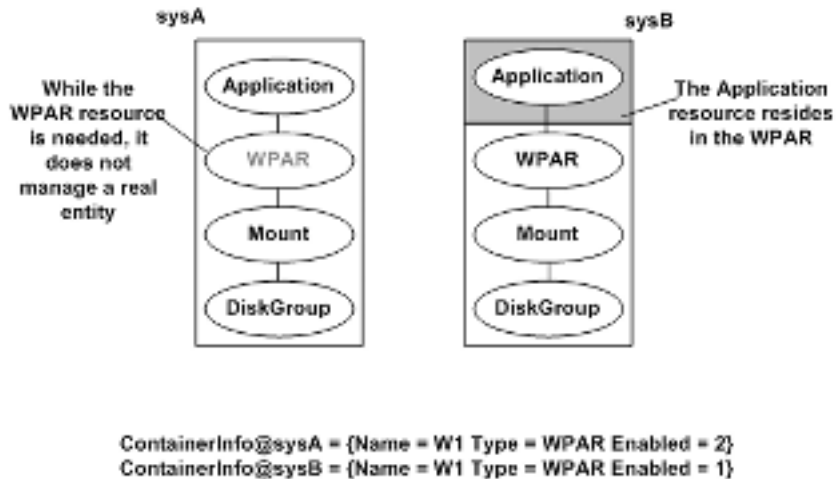 sysA
sysB
While the
WPAR resource
is needed, it
does not
manage a real
entity
Application
WPAR
Mount
DiskGroup
Application
WPAR
Mount
DiskGroup
The Application
resource resides
in the WPAR
ContainerInfo@sysA = {Name = W1 Type = WPAR Enabled = 2}
ContainerInfo@sysB = {Name = W1 Type = WPAR Enabled = 1}